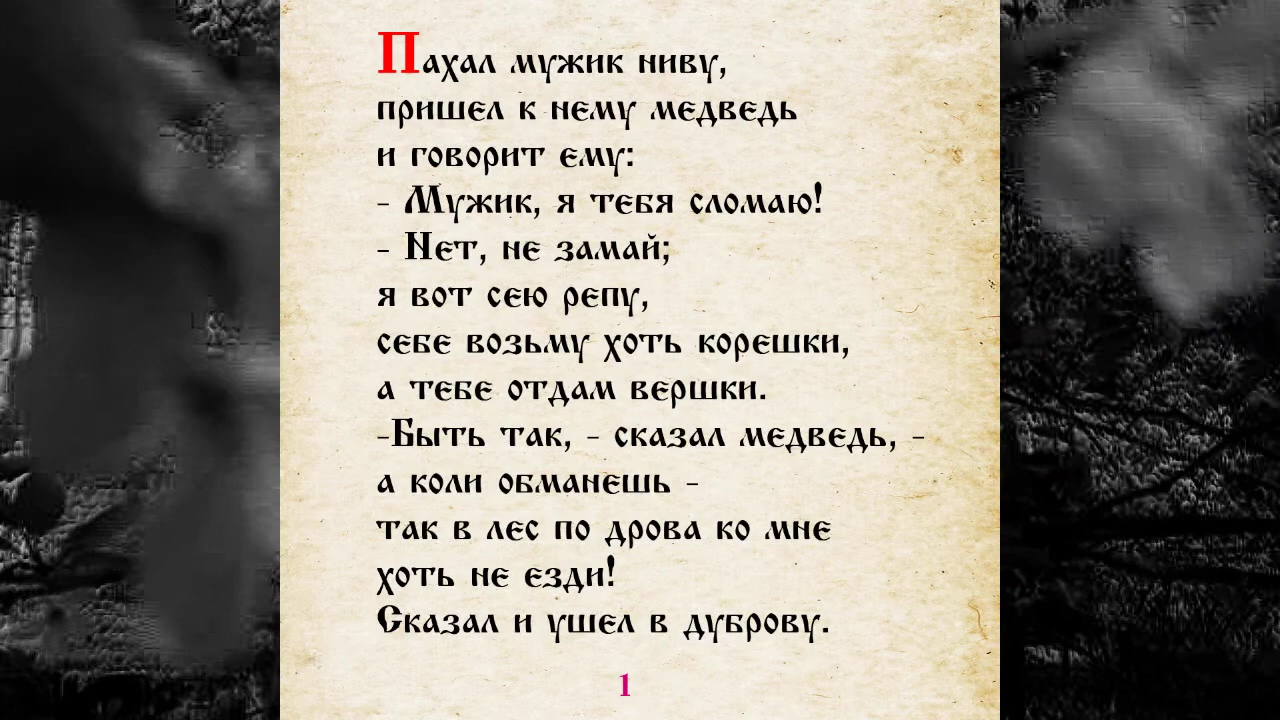 Пахал мужик ниву,
пришел к нему медведь
и говорит ему:
- Мужик, я тебя сломаю!
- Нет, не замай;
я вот сею репу,
себе возьму хоть корешки,
а тебе отдам вершки.
-Быть так, - сказал медведь, -
а коли обманешь -
так в лес по дрова ко мне
хоть не езди!
Сказал и ушел в дуброву.
1